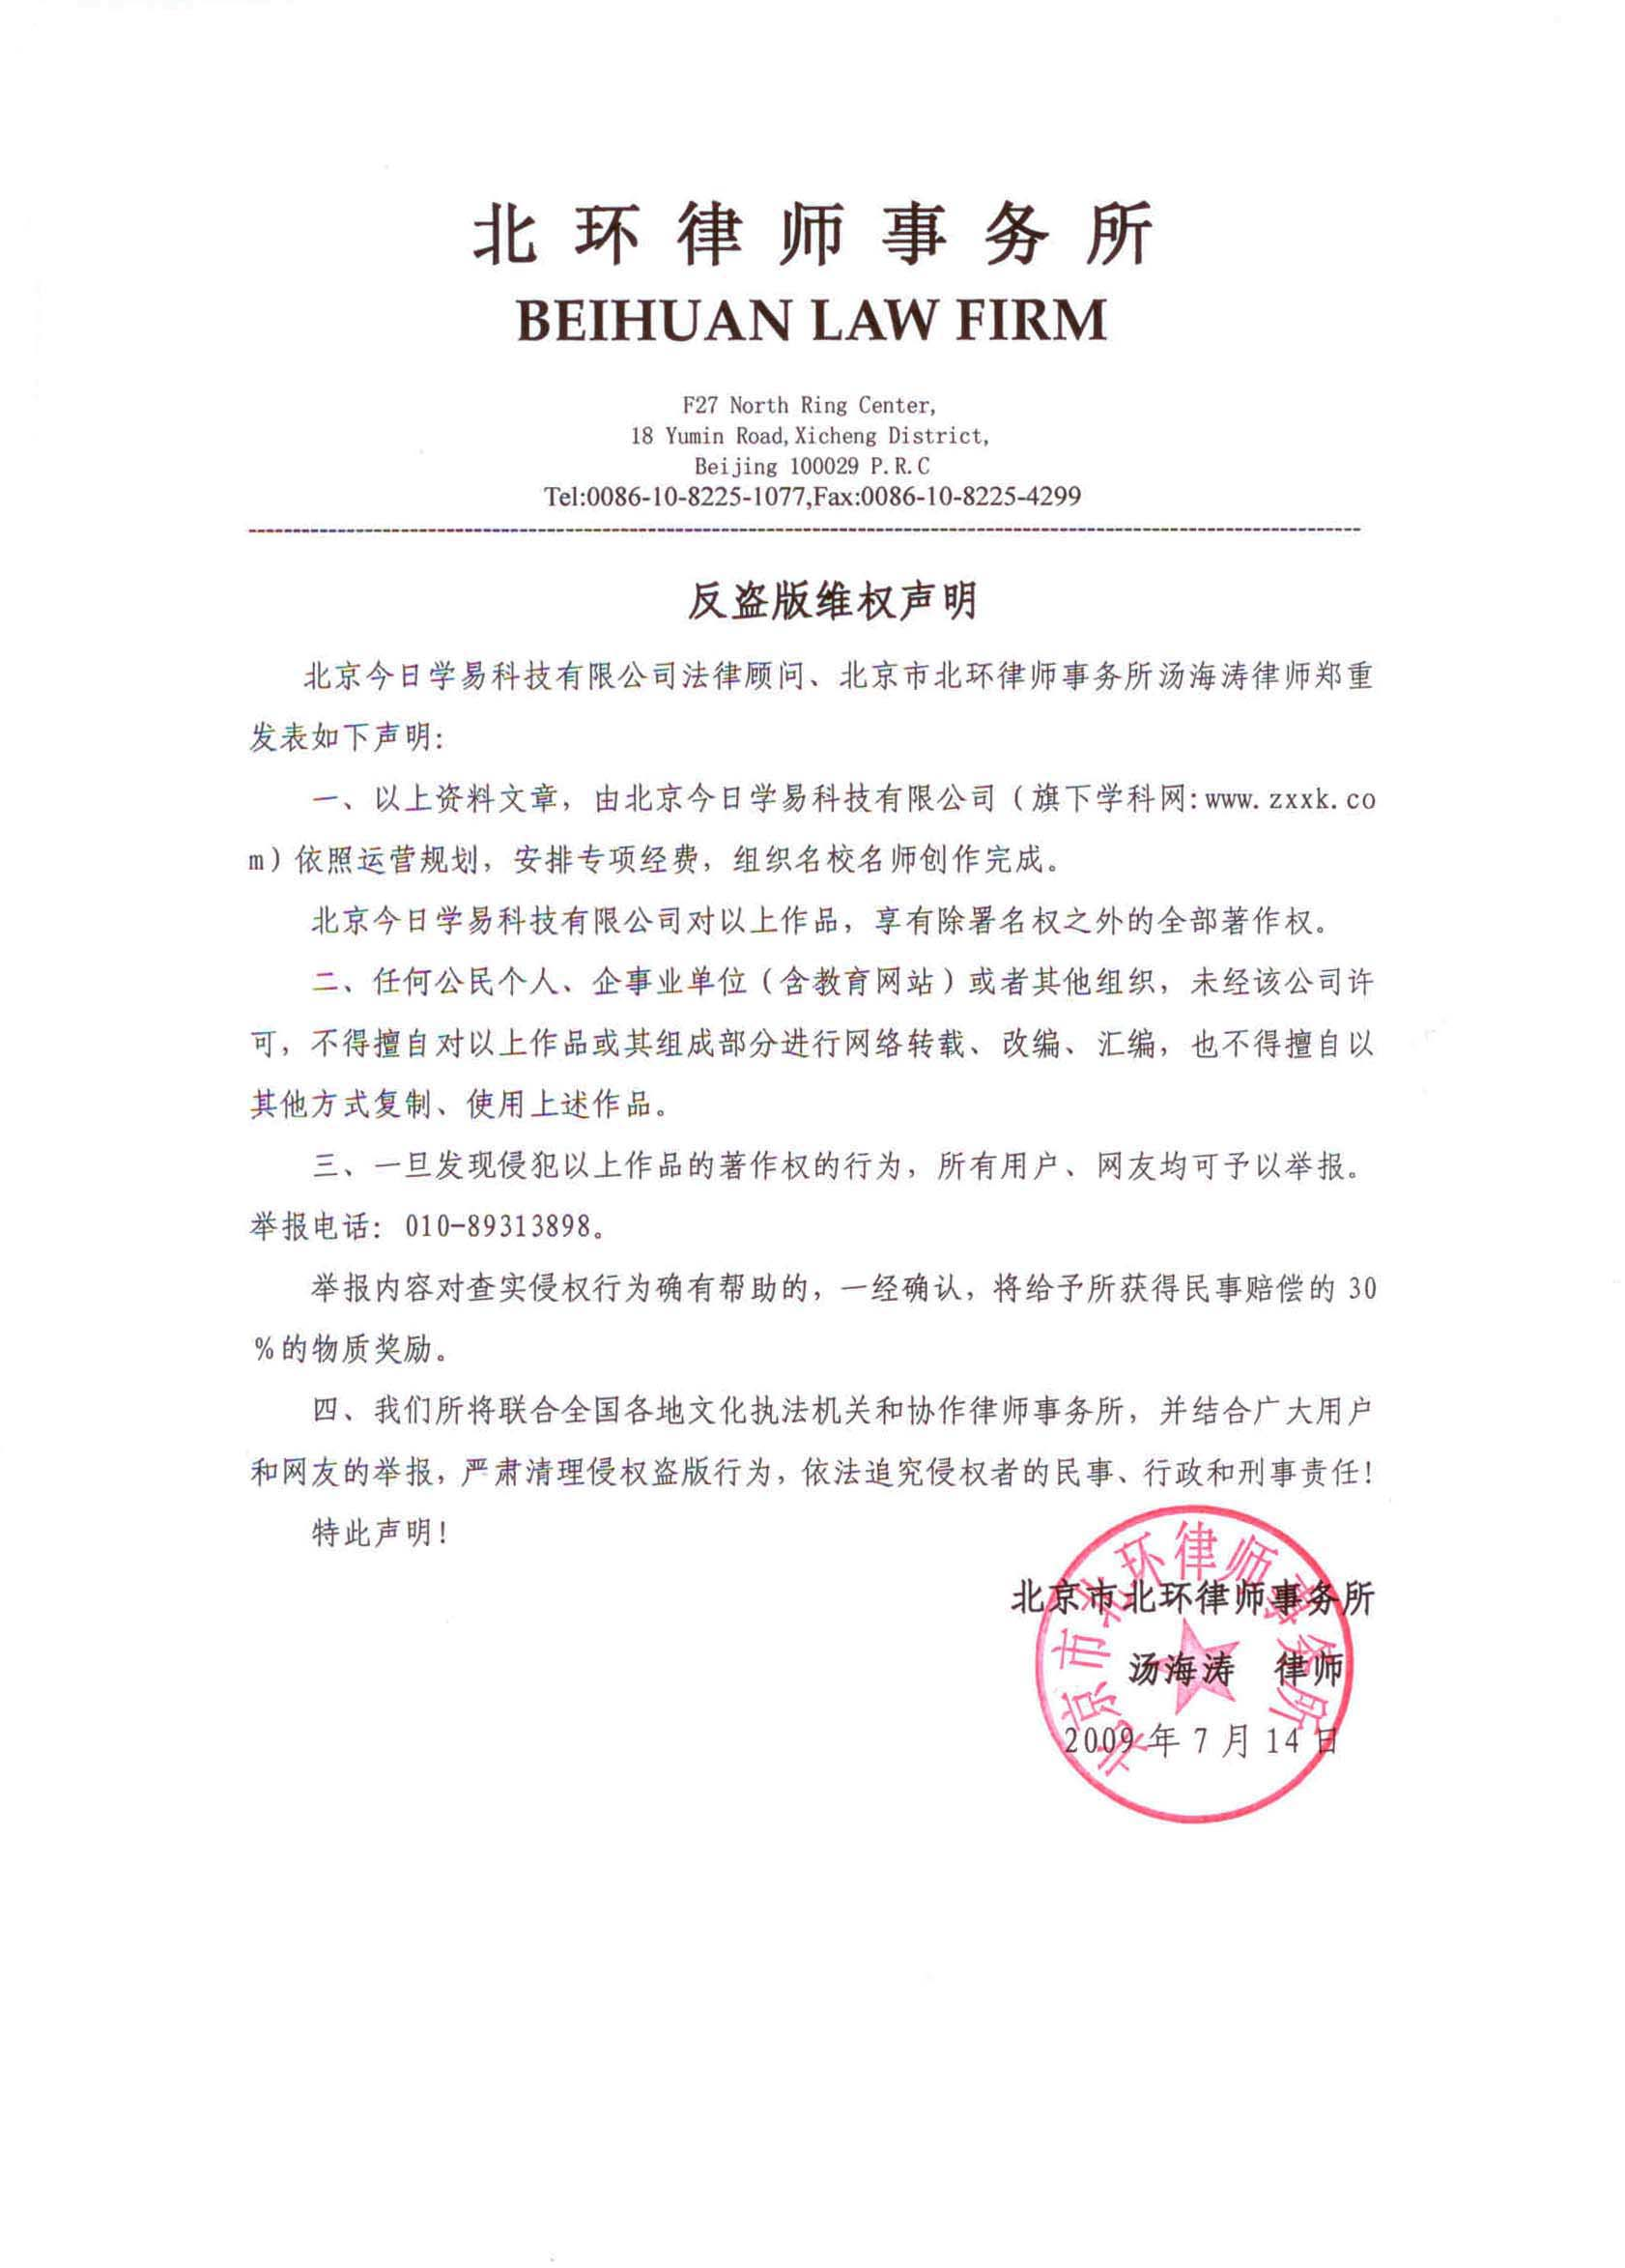 北环律师事务所
BEIHUAN LAW FIRM
F27 North Ring Center,
18 Yumin Road,Xicheng District,
Beijing 100029 P.R.C
Tel:0086-10-8225-1077,Fax:0086-10-8225-4299
反盗版维权声明
北京今日学易科技有限公司法律顾问、北京市北环律师事务所汤海涛律师郑重
发表如下声明:
一、以上资料文章，由北京今日学易科技有限公司（旗下学科网:www.zxxk.co
m）依照运营规划，安排专项经费，组织名校名师创作完成。
北京今日学易科技有限公司对以上作品，享有除署名权之外的全部著作权。
二、任何公民个人、企事业单位（含教育网站）或者其他组织，未经该公司许
可，不得擅自对以上作品或其组成部分进行网络转载、改编、汇编，也不得擅自以
其他方式复制、使用上述作品。
三、一旦发现侵犯以上作品的著作权的行为，所有用户、网友均可予以举报。
举报电话：010-89313898。
举报内容对查实侵权行为确有帮助的，一经确认，将给予所获得民事赔偿的 30
%的物质奖励。
四、我们所将联合全国各地文化执法机关和协作律师事务所，并结合广大用户
和网友的举报，严肃清理侵权盗版行为，依法追究侵权者的民事、行政和刑事责任！
特此声明！
北京市北环律师事务所
北京市北环律师事务所
汤海涛 律师
2009 年 7 月 14 日